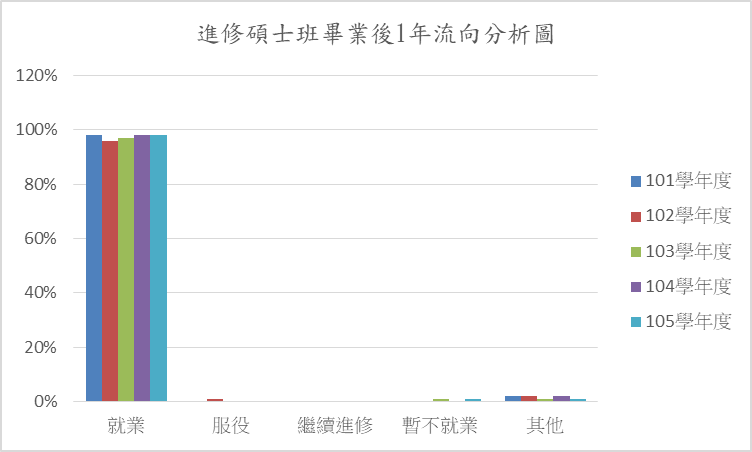 進修碩士班畢業後1年流向分析圖
120%
100%
80%
60%
40%
20%
0%
就業 服役 繼續進修 暫不就業 其他
101學年度
102學年度
103學年度
104學年度
105學年度